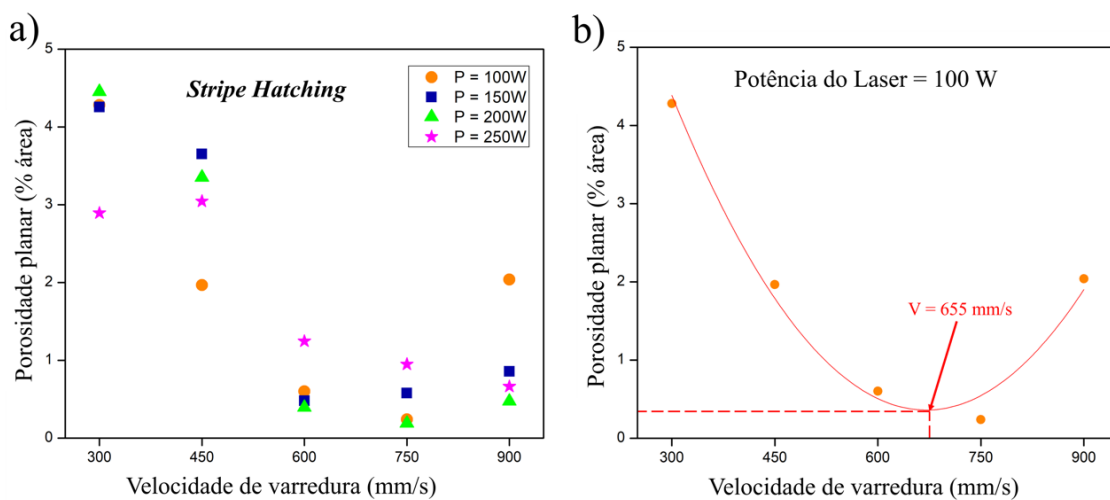 a)
Stripe Hatching
P = 100W
P = 150W
P = 200W
P = 250W
Porosidade planar (% área)
5
4
3
2
1
0
300 450 600 750 900
Velocidade de varredura (mm/s)
b)
Potência do Laser = 100 W
V = 655 mm/s
Porosidade planar (% área)
5
4
3
2
1
0
300 450 600 750 900
Velocidade de varredura (mm/s)